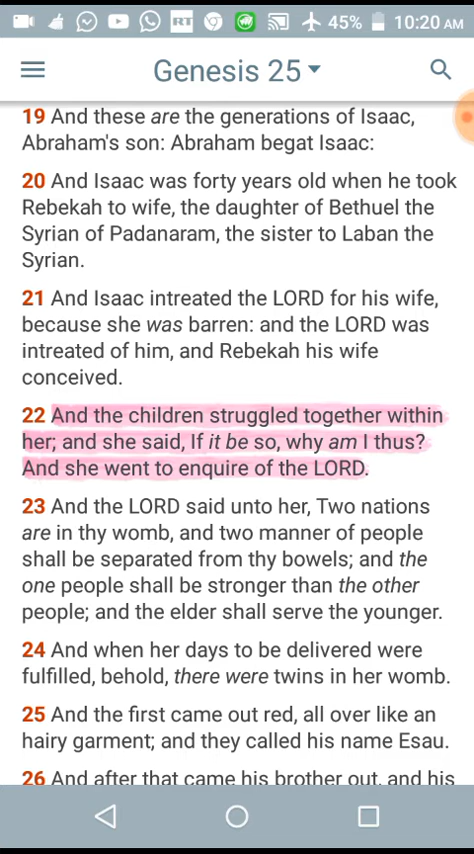 RT 45% 10:20 AM
Genesis 25
19 And these are the generations of Isaac,
Abraham's son: Abraham begat Isaac:
20 And Isaac was forty years old when he took
Rebekah to wife, the daughter of Bethuel the
Syrian of Padanaram, the sister to Laban the
Syrian.
21 And Isaac intreated the LORD for his wife,
because she was barren: and the LORD was
intreated of him, and Rebekah his wife
conceived.
22 And the children struggled together within
her; and she said, If it be so, why am I thus?
And she went to enquire of the LORD.
23 And the LORD said unto her, Two nations
are in thy womb, and two manner of people
shall be separated from thy bowels; and the
one people shall be stronger than the other
people; and the elder shall serve the younger.
24 And when her days to be delivered were
fulfilled, behold, there were twins in her womb.
25 And the first came out red, all over like an
hairy garment; and they called his name Esau.
26 And after that came his brother out, and his